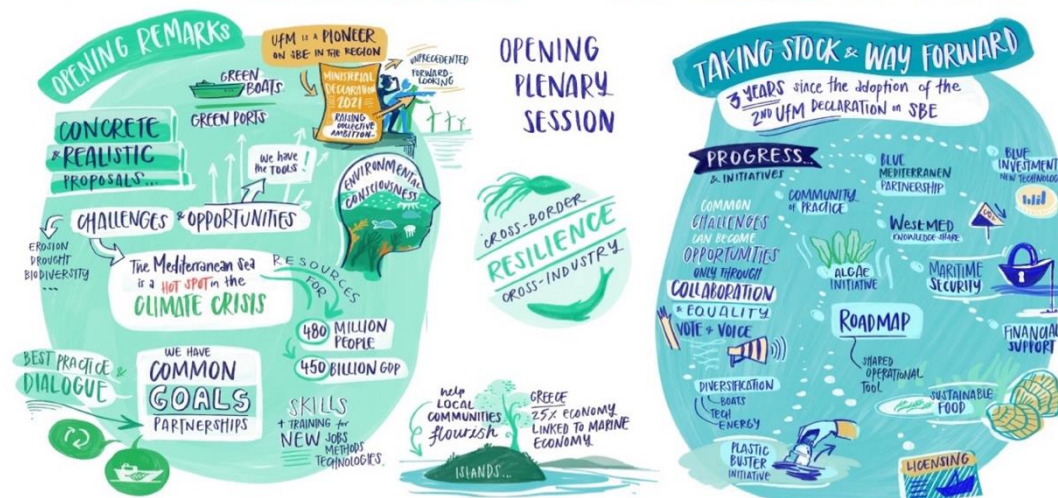 OPENING REMARKS
UfM IS A PIONEER
ON SBE IN THE REGION
MINISTERIAL
DECLARATION
2021
RAISING
COLLECTIVE
AMBITION...
UNPRECEDENTED
FORWARD-
LOOKING
GREEN
BOATS
GREEN PORTS
CONCRETE
& REALISTIC
PROPOSALS...
We have
the TOOLS!
ENVIRONMENTAL
CONSCIOUSNESS
CHALLENGES & OPPORTUNITIES
EROSION
DROUGHT
BIODIVERSITY
...
The Mediterranean Sea
is a HOT SPOT in the
CLIMATE CRISIS
RESOURCES
FOR
480 MILLION
PEOPLE
450 BILLION GDP
BEST PRACTICE &
DIALOGUE
WE HAVE
COMMON
GOALS
PARTNERSHIPS
SKILLS
+ TRAINING for
NEW JOBS
METHODS
TECHNOLOGIES
OPENING
PLENARY
SESSION
CROSS-BORDER
RESILIENCE
CROSS-INDUSTRY
help
LOCAL
COMMUNITIES
flourish
ISLANDS...
GREECE
25% ECONOMY
LINKED TO MARINE
ECONOMY
TAKING STOCK & WAY FORWARD
3 YEARS since the adoption of the
2ND UfM DECLARATION on SBE
PROGRESS...
& INITIATIVES
COMMON
CHALLENGES
CAN BECOME
OPPORTUNITIES
ONLY THROUGH
COLLABORATION
& EQUALITY
VOTE & VOICE
DIVERSIFICATION
BOATS
TECH
ENERGY
COMMUNITY
of PRACTICE
BLUE
MEDITERRANEN
PARTNERSHIP
BLUE
INVESTMENT
NEW TECHNOLOG
WESTMED
KNOWLEDGE-SHARE
ALGAE
INITIATIVE
MARITIME
SECURITY
ROADMAP
SHARED
OPERATIONAL
TOOL
FINANCIAL
SUPPORT
SUSTAINABLE
FOOD
PLASTIC
BUSTER
INITIATIVE
LICENSING